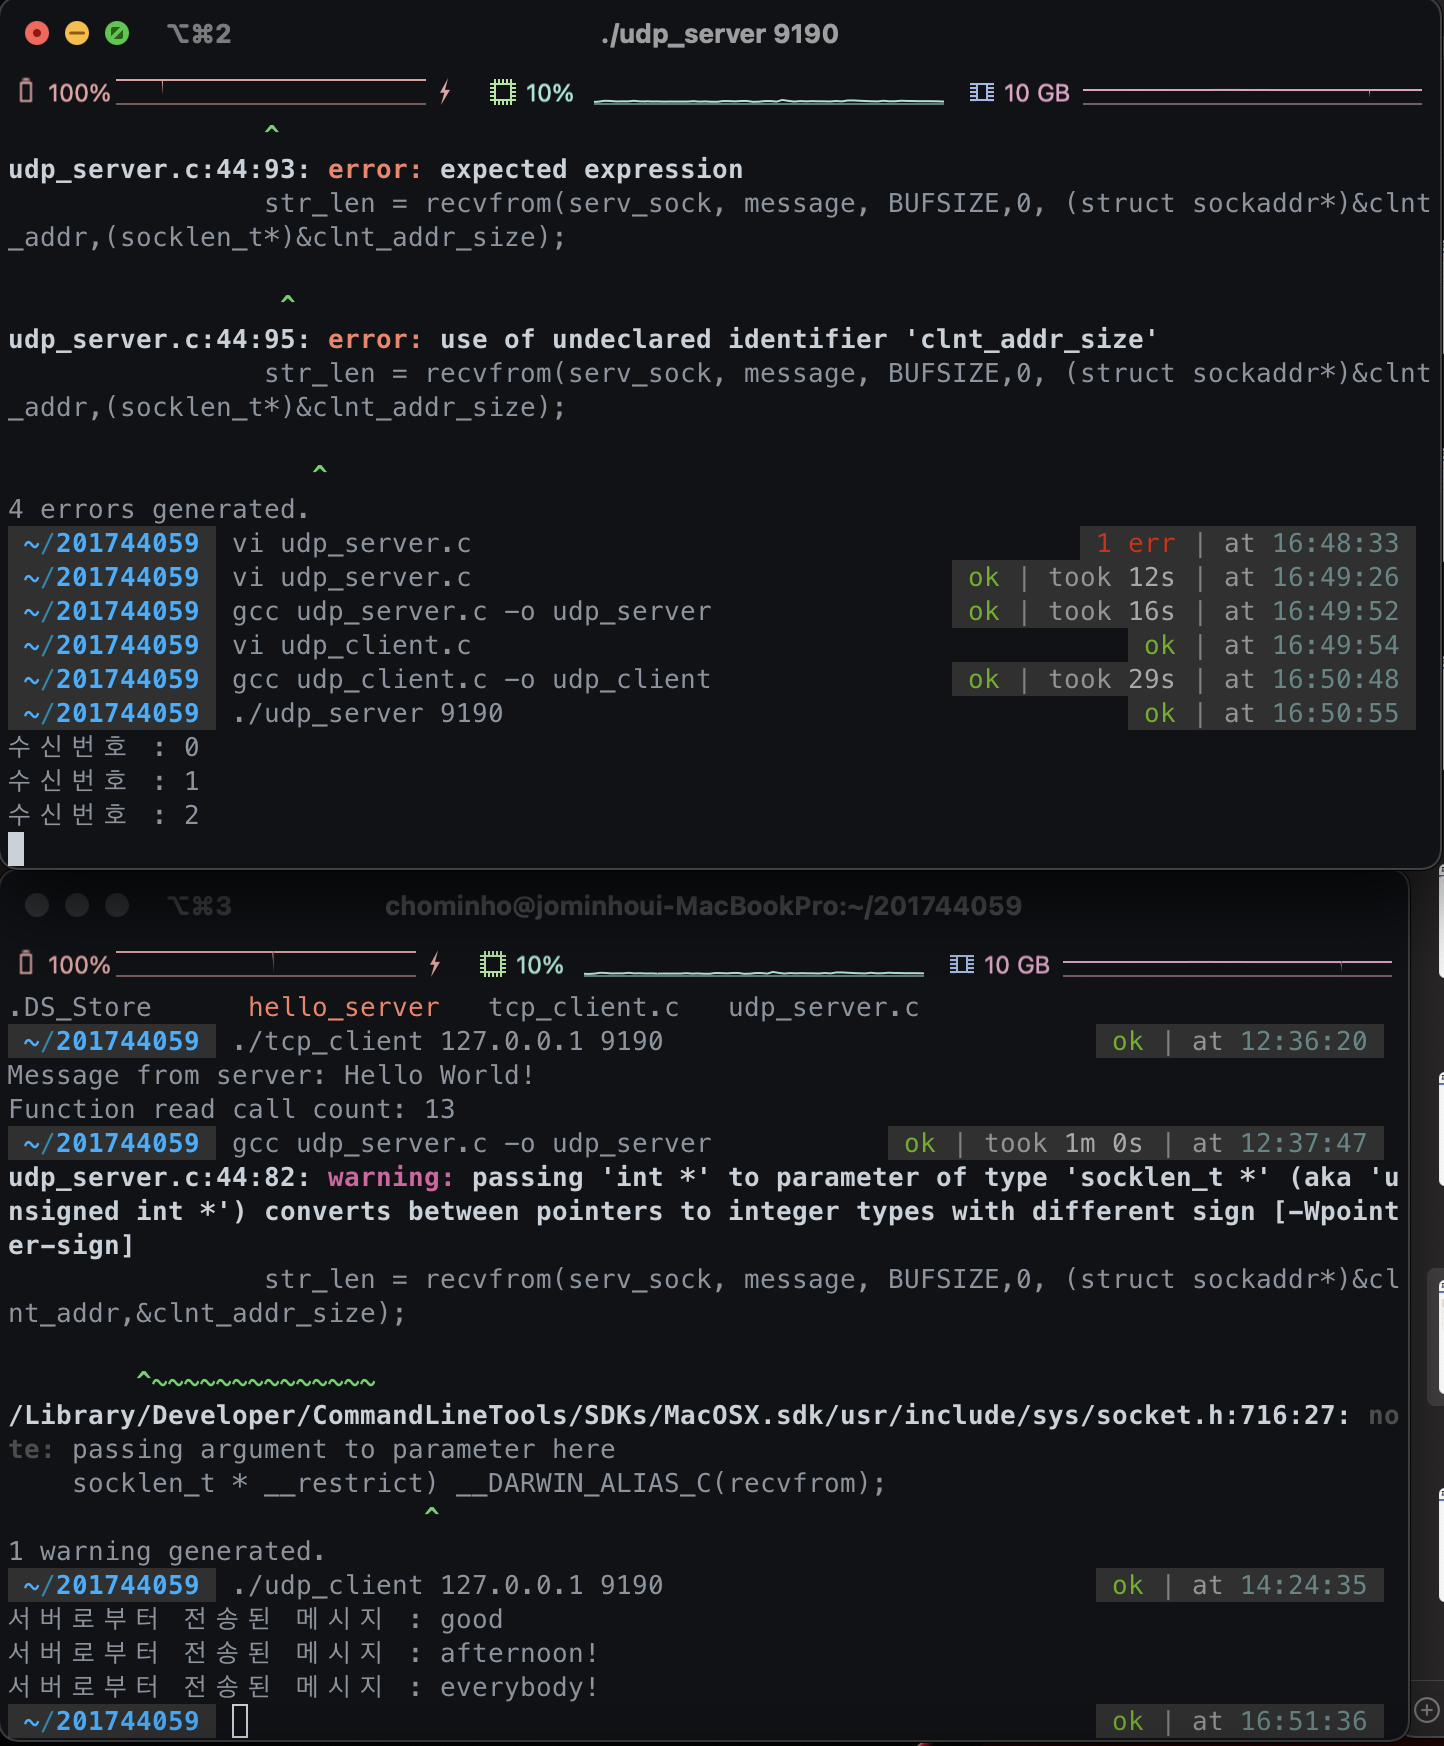 ⌥⌘2 ./udp_server 9190
100% 10% 10 GB
^
udp_server.c:44:93: error: expected expression
str_len = recvfrom(serv_sock, message, BUFSIZE,0, (struct sockaddr*)&clnt
_addr,(socklen_t*)&clnt_addr_size);
^
udp_server.c:44:95: error: use of undeclared identifier 'clnt_addr_size'
str_len = recvfrom(serv_sock, message, BUFSIZE,0, (struct sockaddr*)&clnt
_addr,(socklen_t*)&clnt_addr_size);
^
4 errors generated.
~/201744059 vi udp_server.c 1 err | at 16:48:33
~/201744059 vi udp_server.c ok | took 12s | at 16:49:26
~/201744059 gcc udp_server.c -o udp_server ok | took 16s | at 16:49:52
~/201744059 vi udp_client.c ok | at 16:49:54
~/201744059 gcc udp_client.c -o udp_client ok | took 29s | at 16:50:48
~/201744059 ./udp_server 9190 ok | at 16:50:55
수신번호 : 0
수신번호 : 1
수신번호 : 2
⌥⌘3 chominho@jominhoui-MacBookPro:~/201744059
100% 10% 10 GB
.DS_Store hello_server tcp_client.c udp_server.c
~/201744059 ./tcp_client 127.0.0.1 9190 ok | at 12:36:20
Message from server: Hello World!
Function read call count: 13
~/201744059 gcc udp_server.c -o udp_server ok | took 1m 0s | at 12:37:47
udp_server.c:44:82: warning: passing 'int *' to parameter of type 'socklen_t *' (aka 'u
nsigned int *') converts between pointers to integer types with different sign [-Wpoint
er-sign]
str_len = recvfrom(serv_sock, message, BUFSIZE,0, (struct sockaddr*)&cl
nt_addr,&clnt_addr_size);
^~~~~~~~~~~~~~~
/Library/Developer/CommandLineTools/SDKs/MacOSX.sdk/usr/include/sys/socket.h:716:27: no
te: passing argument to parameter here
socklen_t * __restrict) __DARWIN_ALIAS_C(recvfrom);
^
1 warning generated.
~/201744059 ./udp_client 127.0.0.1 9190 ok | at 14:24:35
서버로부터 전송된 메시지 : good
서버로부터 전송된 메시지 : afternoon!
서버로부터 전송된 메시지 : everybody!
~/201744059 ok | at 16:51:36